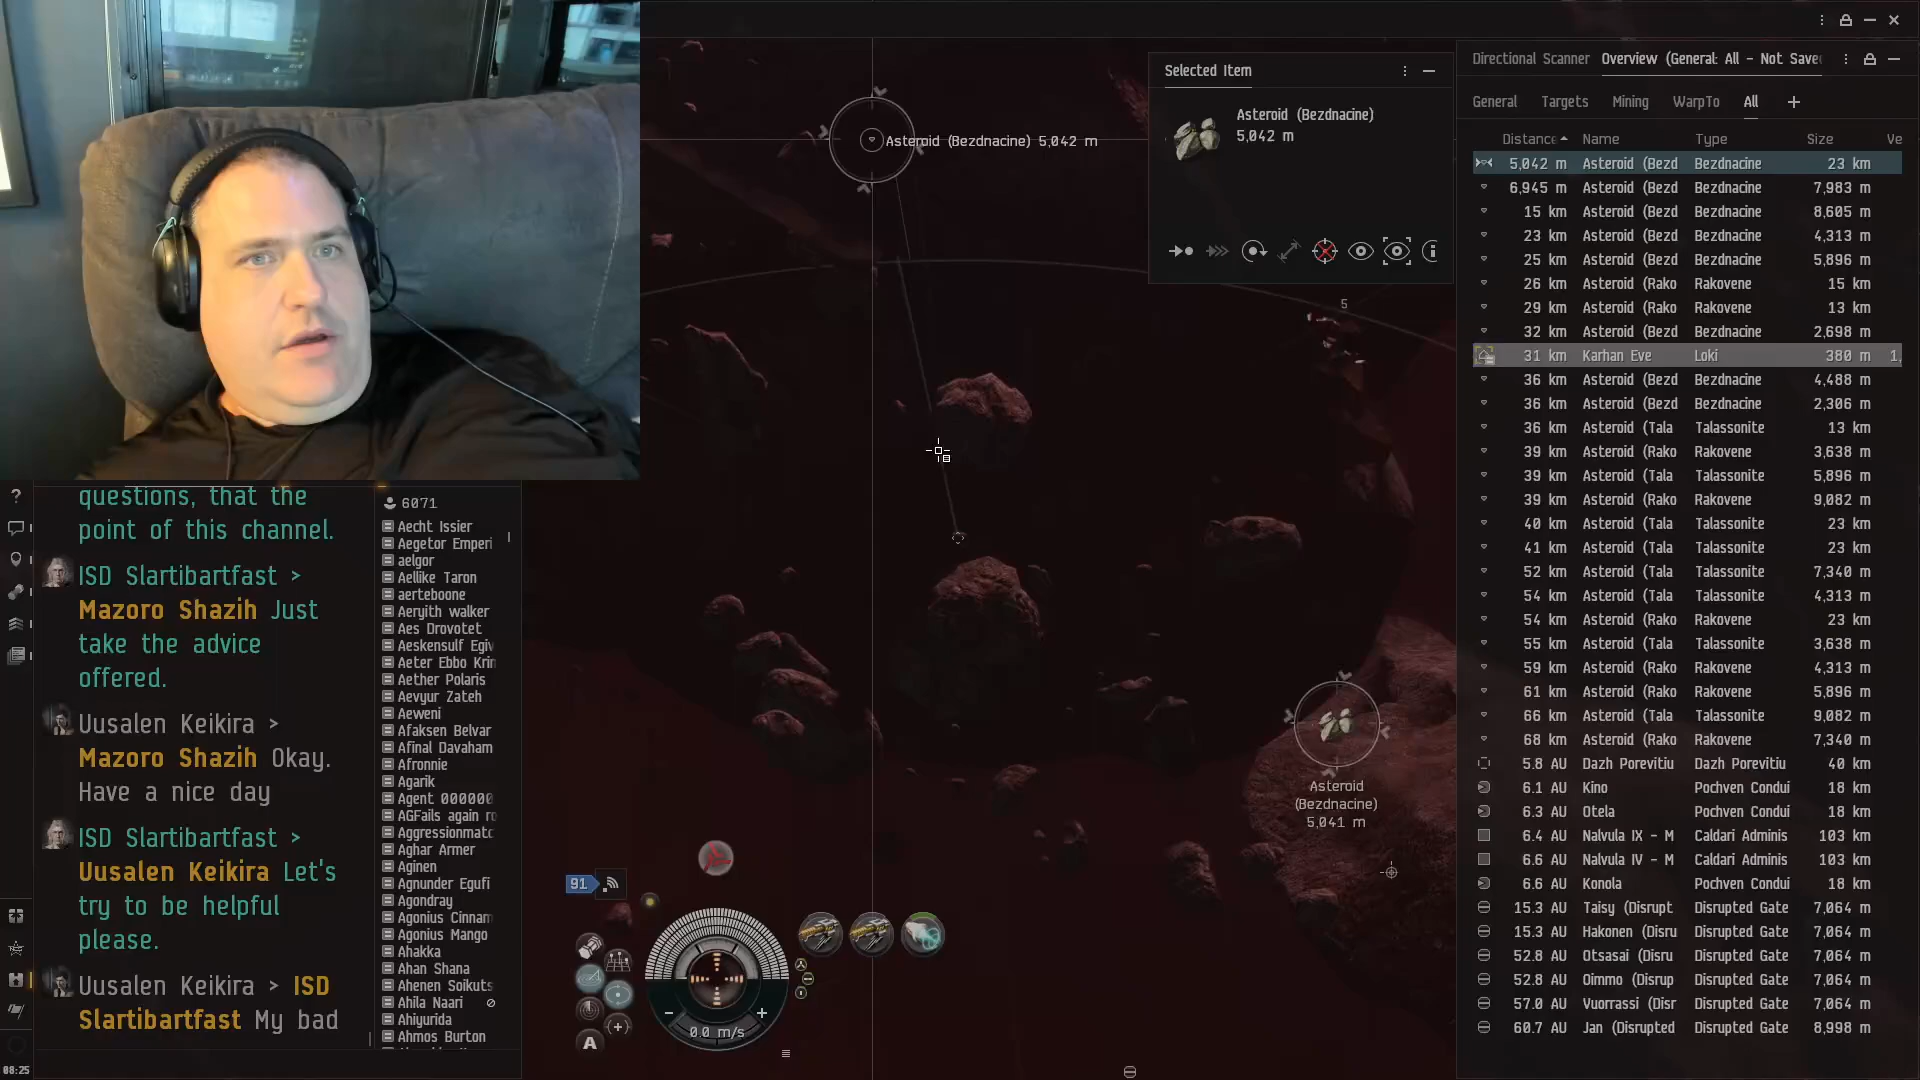 Asteroid (Bezdnacine) 5,042 m
Selected Item
Asteroid (Bezdnacine)
5,042 m
5
Directional Scanner
Overview (General: All - Not Save
General Targets Mining WarpTo All +
Distance Name Type Size Ve
5,042 m Asteroid (Bezd Bezdnacine 23 km
6,945 m Asteroid (Bezd Bezdnacine 7,983 m
15 km Asteroid (Bezd Bezdnacine 8,605 m
23 km Asteroid (Bezd Bezdnacine 4,313 m
25 km Asteroid (Bezd Bezdnacine 5,896 m
26 km Asteroid (Rako Rakovene 15 km
29 km Asteroid (Rako Rakovene 13 km
32 km Asteroid (Bezd Bezdnacine 2,698 m
31 km Karhan Eve Loki 380 m 1,
36 km Asteroid (Bezd Bezdnacine 4,488 m
36 km Asteroid (Bezd Bezdnacine 2,306 m
36 km Asteroid (Tala Talassonite 13 km
39 km Asteroid (Rako Rakovene 3,638 m
39 km Asteroid (Tala Talassonite 5,896 m
39 km Asteroid (Rako Rakovene 9,082 m
40 km Asteroid (Tala Talassonite 23 km
41 km Asteroid (Tala Talassonite 23 km
52 km Asteroid (Tala Talassonite 7,340 m
54 km Asteroid (Tala Talassonite 4,313 m
54 km Asteroid (Rako Rakovene 23 km
55 km Asteroid (Tala Talassonite 3,638 m
59 km Asteroid (Rako Rakovene 4,313 m
61 km Asteroid (Rako Rakovene 5,896 m
66 km Asteroid (Tala Talassonite 9,082 m
68 km Asteroid (Rako Rakovene 7,340 m
5.8 AU Dazh Porevitiu Dazh Porevitiu 40 km
6.1 AU Kino Pochven Condui 18 km
6.3 AU Otela Pochven Condui 18 km
6.4 AU Nalvula IX - M Caldari Adminis 103 km
6.6 AU Nalvula IV - M Caldari Adminis 103 km
6.6 AU Konola Pochven Condui 18 km
15.3 AU Taisy (Disrupt Disrupted Gate 7,064 m
15.3 AU Hakonen (Disru Disrupted Gate 7,064 m
52.8 AU Otsasai (Disru Disrupted Gate 7,064 m
52.8 AU Oimmo (Disrup Disrupted Gate 7,064 m
57.0 AU Vuorrassi (Disr Disrupted Gate 7,064 m
60.7 AU Jan (Disrupted Disrupted Gate 8,998 m
questions, that the
point of this channel.
ISD Slartibartfast >
Mazoro Shazih Just
take the advice
offered.
Uusalen Keikira >
Mazoro Shazih Okay.
Have a nice day
ISD Slartibartfast >
Uusalen Keikira Let's
try to be helpful
please.
Uusalen Keikira > ISD
Slartibartfast My bad
6071
Aecht Issier
Aegetor Emperi
aelgor
Aellike Taron
aerteboone
Aeryith walker
Aes Drovotet
Aeskensulf Egiv
Aeter Ebbo Krin
Aether Polaris
Aevyur Zateh
Aeweni
Afaksen Belvar
Afinal Davaham
Afronnie
Agarik
Agent 000000
AGFails again ro
Aggressionmatc
Aghar Armer
Aginen
Agnunder Egufi
Agondray
Agonius Cinnam
Agonius Mango
Ahakka
Ahan Shana
Ahenen Soikuts
Ahila Naari
Ahiyurida
Ahmos Burton
Asteroid
(Bezdnacine)
5,041 m
91
A
0.0 m/s
08:25